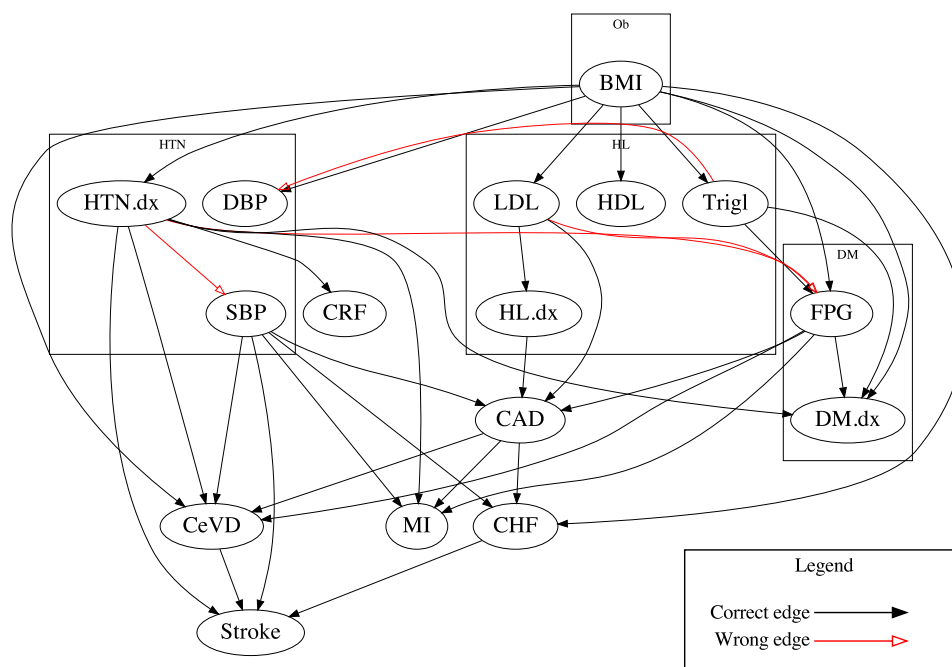 Ob
BMI
HTN
HL
HTN.dx
DBP
LDL
HDL
Trigl
DM
SBP
CRF
HL.dx
FPG
CAD
DM.dx
CeVD
MI
CHF
Legend
Correct edge
Wrong edge
Stroke